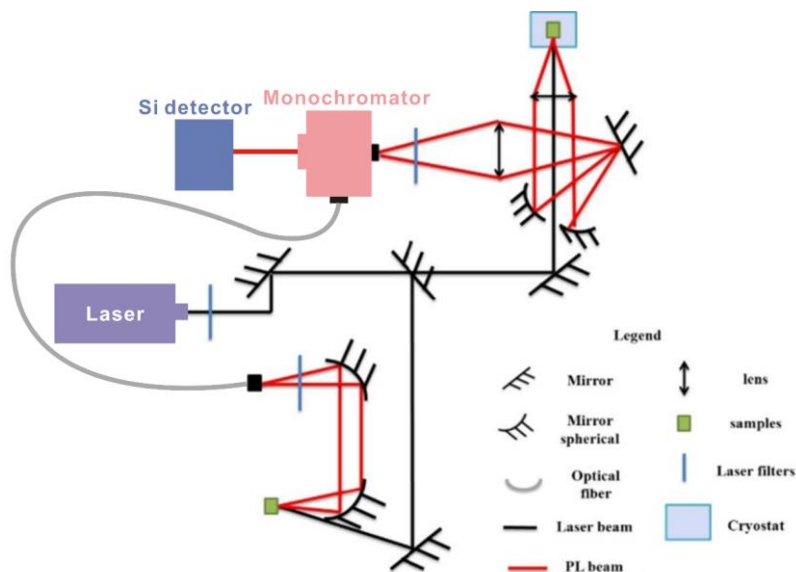 Si detector
Monochromator
Laser
Legend
Mirror
lens
Mirror
spherical
samples
Optical
fiber
Laser filters
Laser beam
Cryostat
PL beam